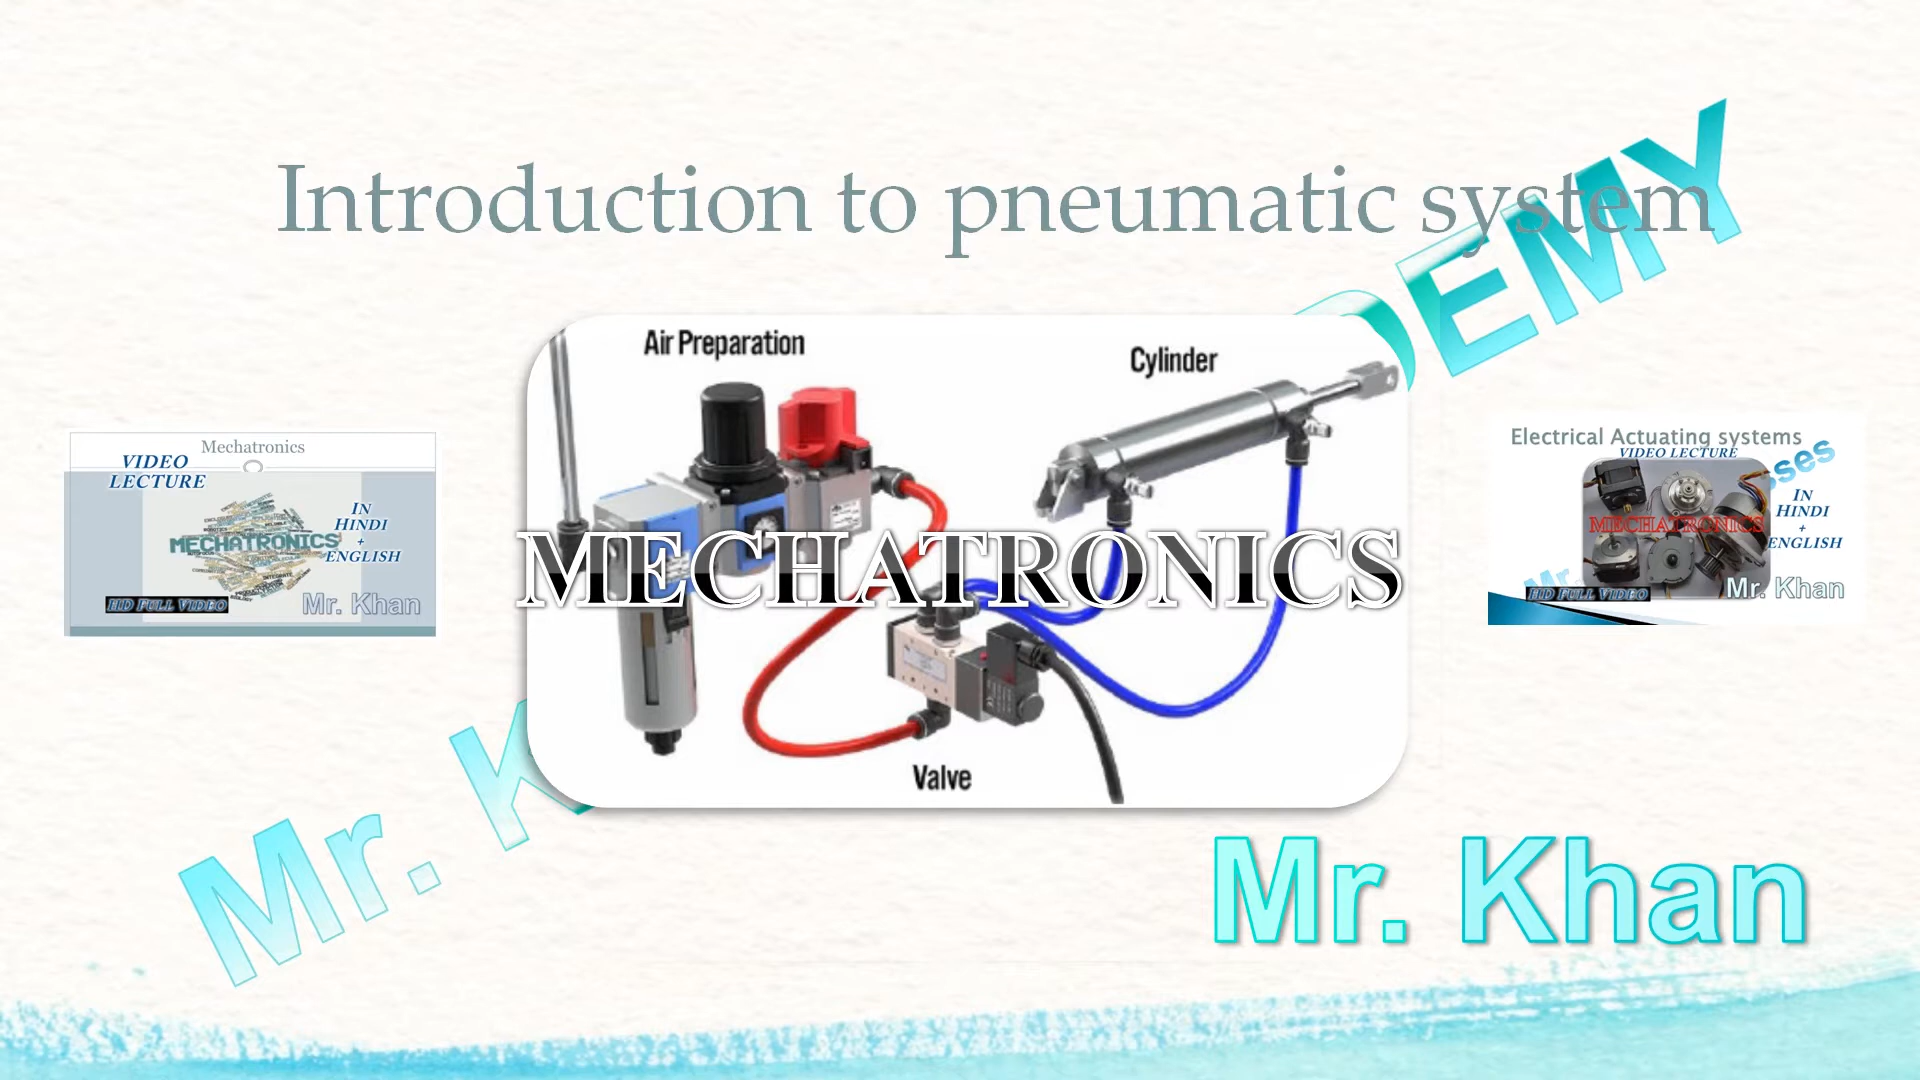 Introduction to pneumatic system
Air Preparation
Cylinder
Valve
MECHATRONICS
Mechatronics
VIDEO
LECTURE
IN
HINDI
+
ENGLISH
MECHATRONICS
HD FULL VIDEO
Mr. Khan
Electrical Actuating systems
VIDEO LECTURE
sses
IN
HINDI
+
ENGLISH
MECHATRONICS
Mr.
HD FULL VIDEO
Mr. Khan
Mr. K DEMY
Mr. Khan